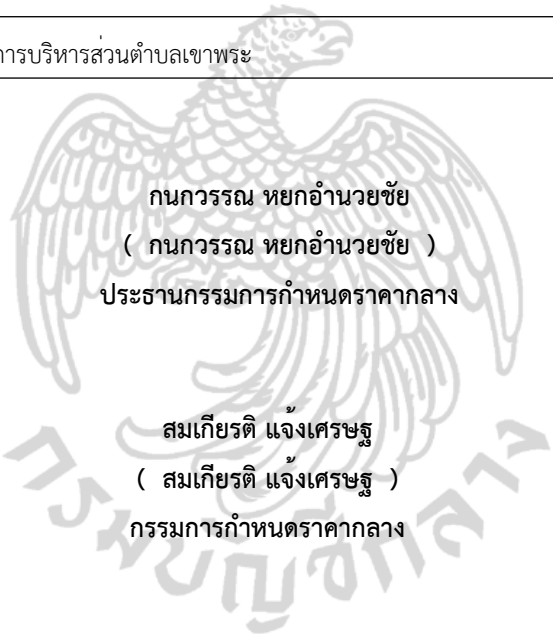 การบริหารส่วนตำบลเขาพระ
กนกวรรณ หยกอำนวยชัย
( กนกวรรณ หยกอำนวยชัย )
ประธานกรรมการกำหนดราคากลาง
สมเกียรติ แจ้งเศรษฐ
( สมเกียรติ แจ้งเศรษฐ )
กรรมการกำหนดราคากลาง
กรมบัญชีกลาง